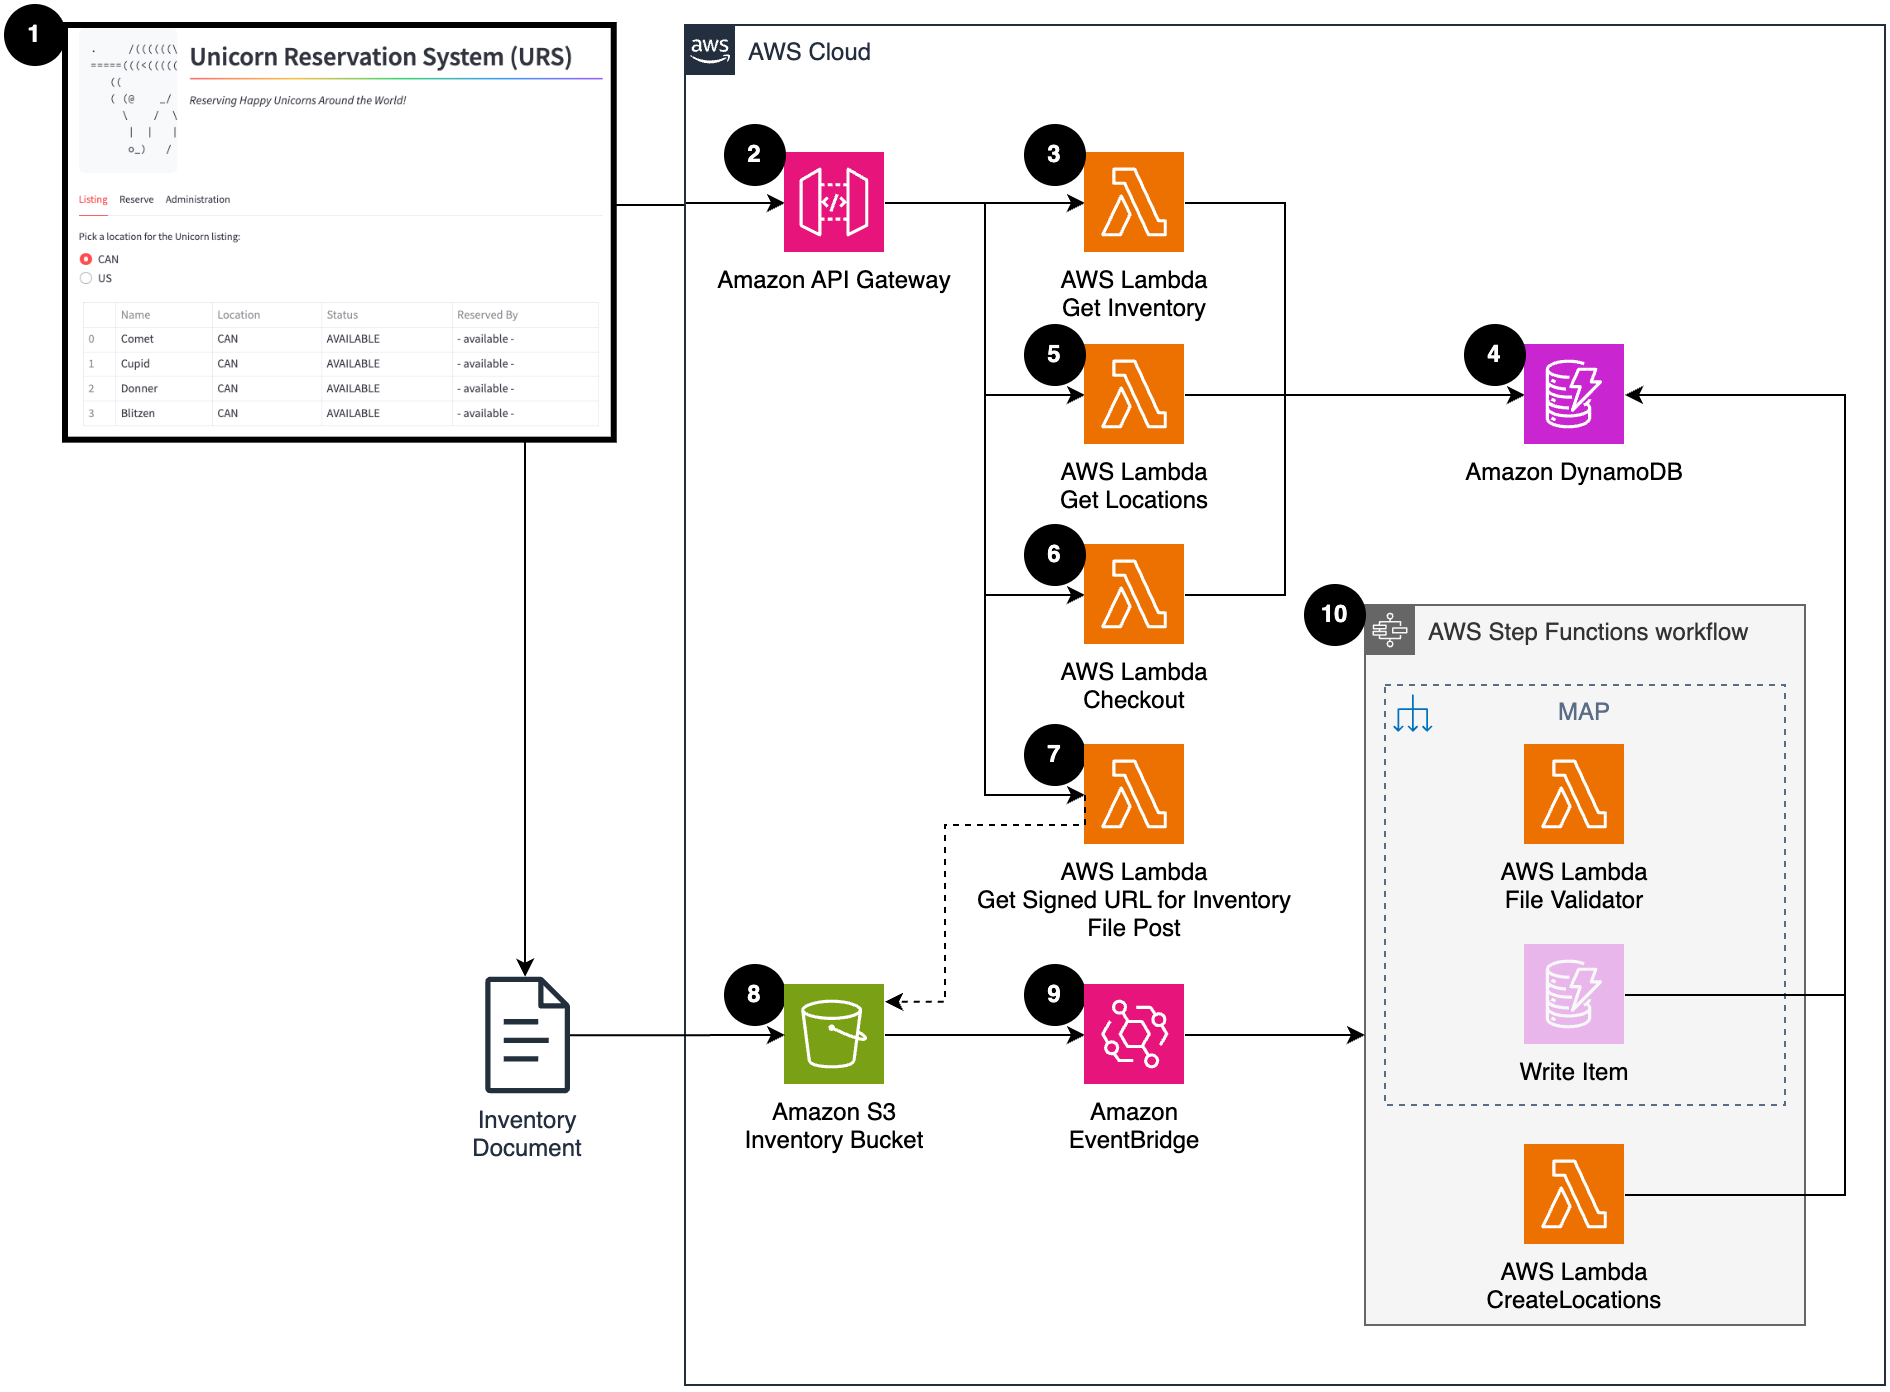 1
Unicorn Reservation System (URS)
Reserving Happy Unicorns Around the World!
.     /((((((\
=====(((<(((((
((
( (@    _/
\   /  \
|  |   |
o_)   /
Listing Reserve Administration
Pick a location for the Unicorn listing:
CAN
US
Name Location Status Reserved By
0 Comet CAN AVAILABLE - available -
1 Cupid CAN AVAILABLE - available -
2 Donner CAN AVAILABLE - available -
3 Blitzen CAN AVAILABLE - available -
aws
AWS Cloud
2
</>
Amazon API Gateway
3
AWS Lambda
Get Inventory
5
AWS Lambda
Get Locations
4
Amazon DynamoDB
6
AWS Lambda
Checkout
7
AWS Lambda
Get Signed URL for Inventory
File Post
10
AWS Step Functions workflow
MAP
AWS Lambda
File Validator
Write Item
AWS Lambda
CreateLocations
Inventory
Document
8
Amazon S3
Inventory Bucket
9
Amazon
EventBridge